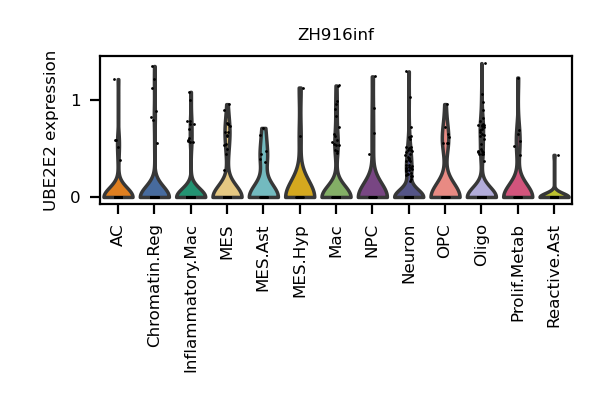 ZH916inf
UBE2E2 expression
1
0
AC
Chromatin.Reg
Inflammatory.Mac
MES
MES.Ast
MES.Hyp
Mac
NPC
Neuron
OPC
Oligo
Prolif.Metab
Reactive.Ast